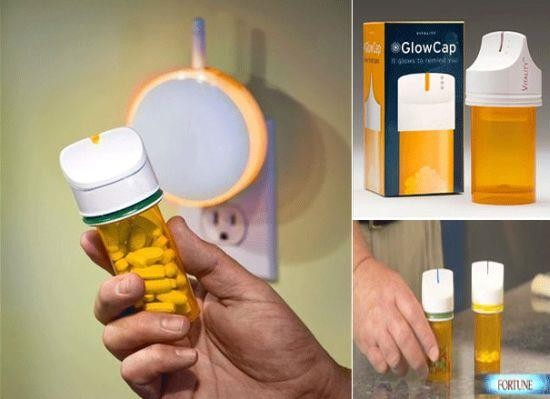 VITALITY
GlowCap
It glows to remind you
VITALITY
FORTUNE